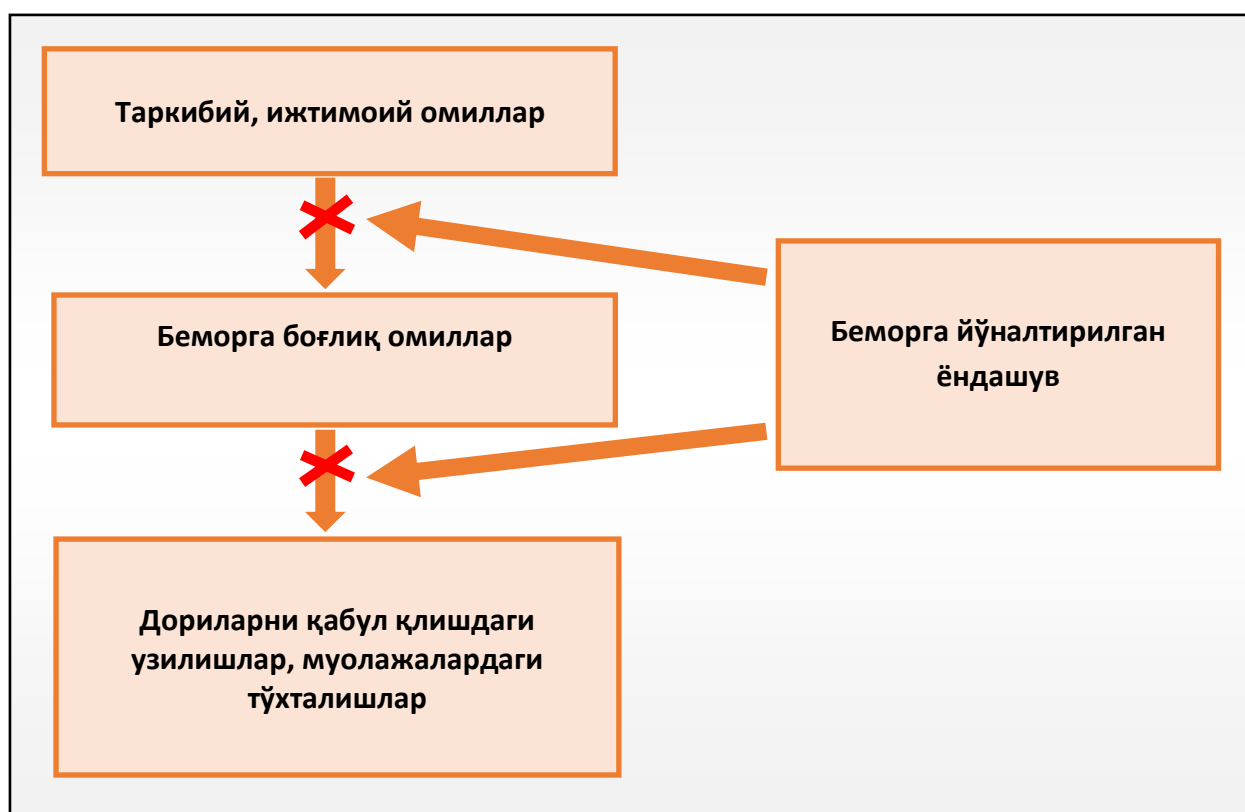 Таркибий, ижтимоий омиллар
Беморга боғлиқ омиллар
Беморга йўналтирилган
ёндашув
Дориларни қабул қлишдаги
узилишлар, муолажалардаги
тўхталишлар